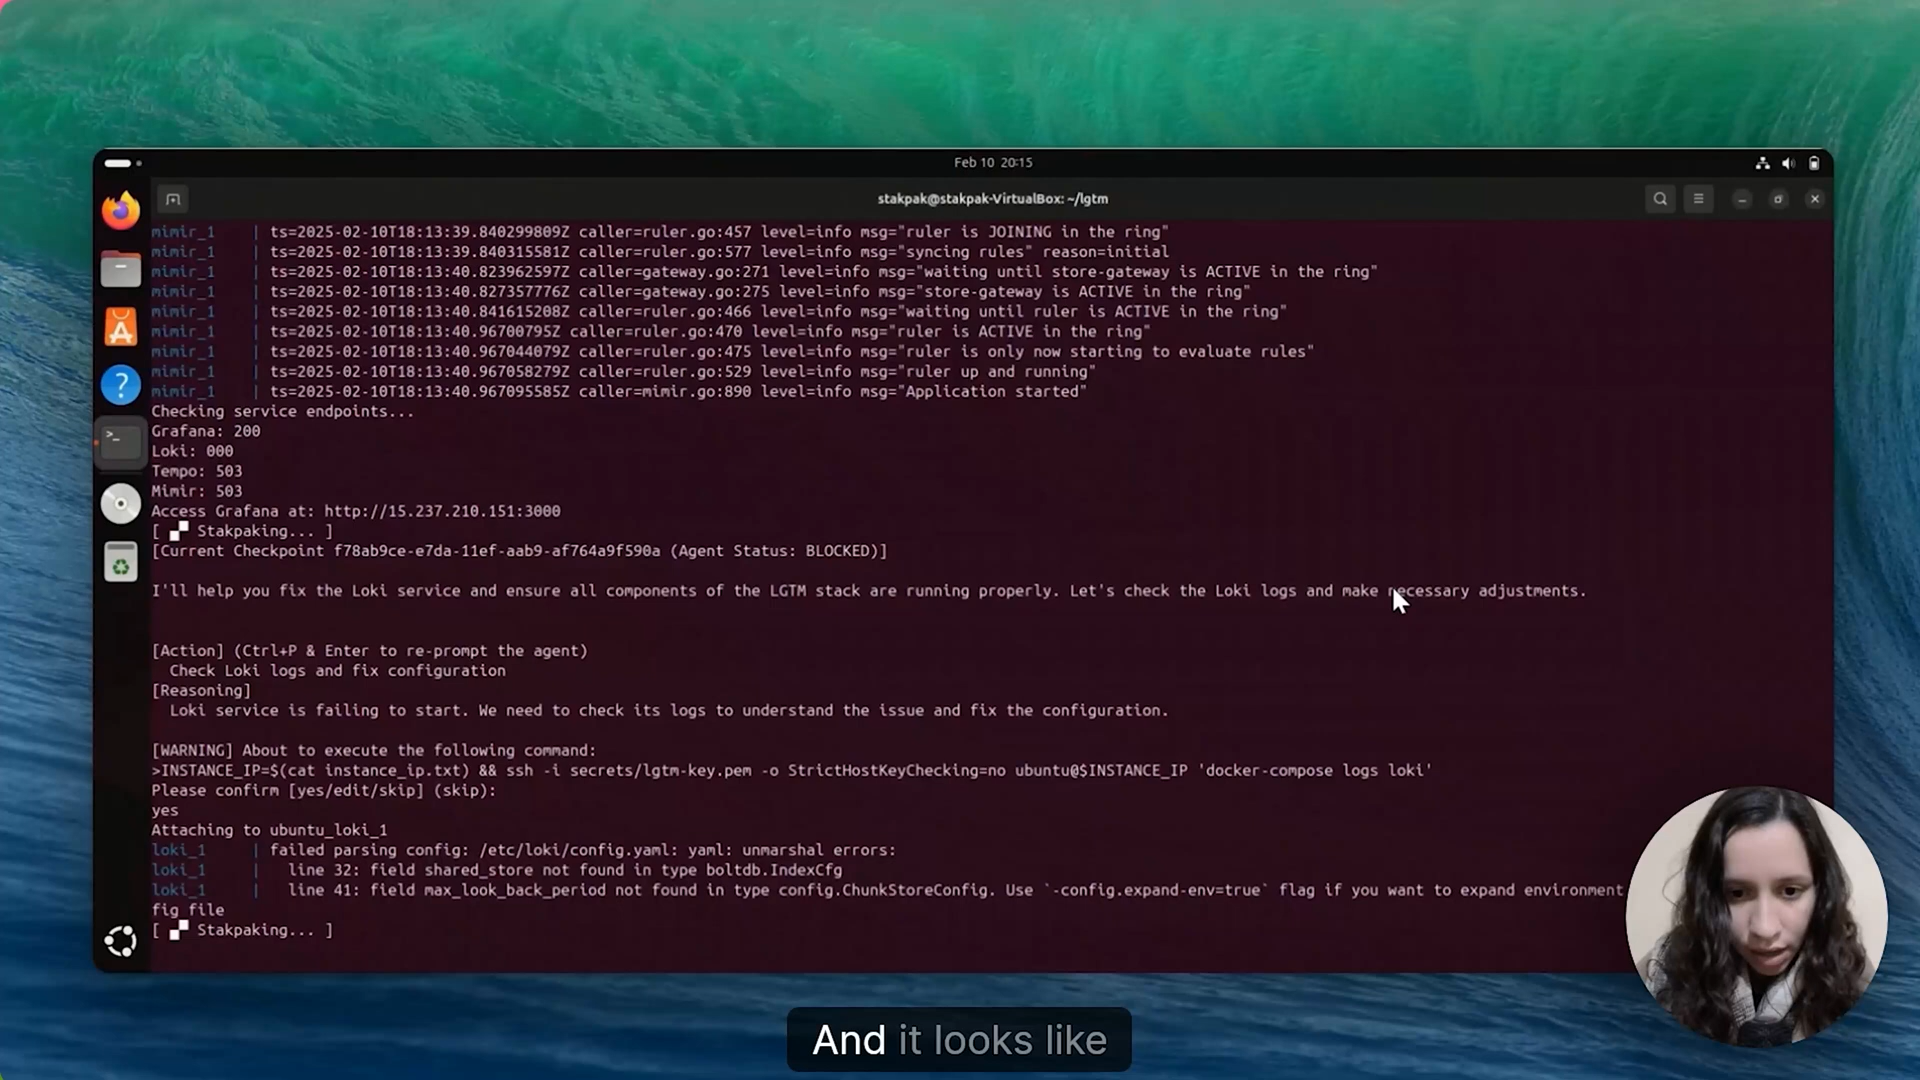 Feb 10 20:15
stakpak@stakpak-VirtualBox: ~/lgtm
mimir_1 | ts=2025-02-10T18:13:39.840299809Z caller=ruler.go:457 level=info msg="ruler is JOINING in the ring"
mimir_1 | ts=2025-02-10T18:13:39.840315581Z caller=ruler.go:577 level=info msg="syncing rules" reason=initial
mimir_1 | ts=2025-02-10T18:13:40.823962597Z caller=gateway.go:271 level=info msg="waiting until store-gateway is ACTIVE in the ring"
mimir_1 | ts=2025-02-10T18:13:40.827357776Z caller=gateway.go:275 level=info msg="store-gateway is ACTIVE in the ring"
mimir_1 | ts=2025-02-10T18:13:40.841615208Z caller=ruler.go:466 level=info msg="waiting until ruler is ACTIVE in the ring"
mimir_1 | ts=2025-02-10T18:13:40.96700795Z caller=ruler.go:470 level=info msg="ruler is ACTIVE in the ring"
mimir_1 | ts=2025-02-10T18:13:40.967044079Z caller=ruler.go:475 level=info msg="ruler is only now starting to evaluate rules"
mimir_1 | ts=2025-02-10T18:13:40.967058279Z caller=ruler.go:529 level=info msg="ruler up and running"
mimir_1 | ts=2025-02-10T18:13:40.967095585Z caller=mimir.go:890 level=info msg="Application started"
Checking service endpoints...
Grafana: 200
Loki: 000
Tempo: 503
Mimir: 503
Access Grafana at: http://15.237.210.151:3000
[ Stakpaking... ]
[Current Checkpoint f78ab9ce-e7da-11ef-aab9-af764a9f590a (Agent Status: BLOCKED)]
I'll help you fix the Loki service and ensure all components of the LGTM stack are running properly. Let's check the Loki logs and make necessary adjustments.
[Action] (Ctrl+P & Enter to re-prompt the agent)
Check Loki logs and fix configuration
[Reasoning]
Loki service is failing to start. We need to check its logs to understand the issue and fix the configuration.
[WARNING] About to execute the following command:
>INSTANCE_IP=$(cat instance_ip.txt) && ssh -i secrets/lgtm-key.pem -o StrictHostKeyChecking=no ubuntu@$INSTANCE_IP 'docker-compose logs loki'
Please confirm [yes/edit/skip] (skip):
yes
Attaching to ubuntu_loki_1
loki_1 | failed parsing config: /etc/loki/config.yaml: yaml: unmarshal errors:
loki_1 | line 32: field shared_store not found in type boltdb.IndexCfg
loki_1 | line 41: field max_look_back_period not found in type config.ChunkStoreConfig. Use `-config.expand-env=true` flag if you want to expand environment
fig file
[ Stakpaking... ]
And it looks like